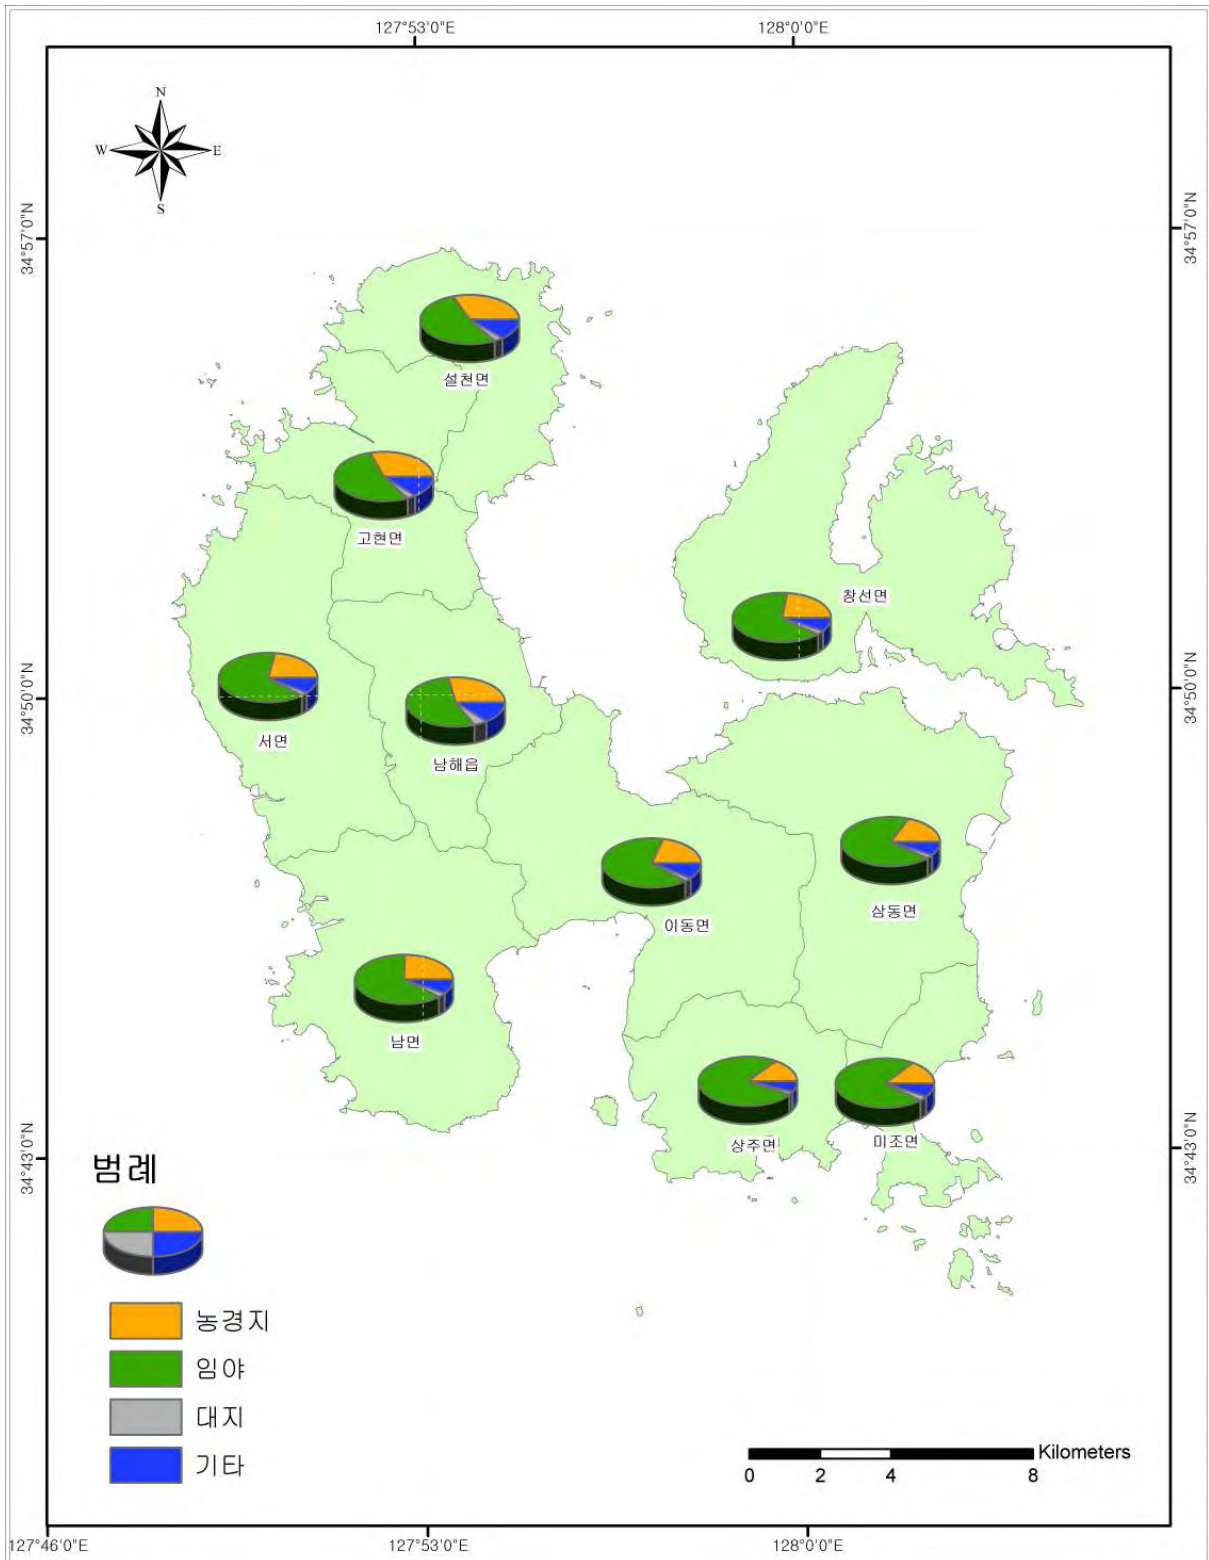 127°53'0"E
128°0'0"E
N
W
E
S
34°57'0"N
34°57'0"N
설천면
고현면
창선면
34°50'0"N
34°50'0"N
서면
남해읍
삼동면
이동면
남면
상주면
미조면
34°43'0"N
34°43'0"N
범례
농경지
임야
대지
기타
Kilometers
0 2 4 8
127°46'0"E
127°53'0"E
128°0'0"E